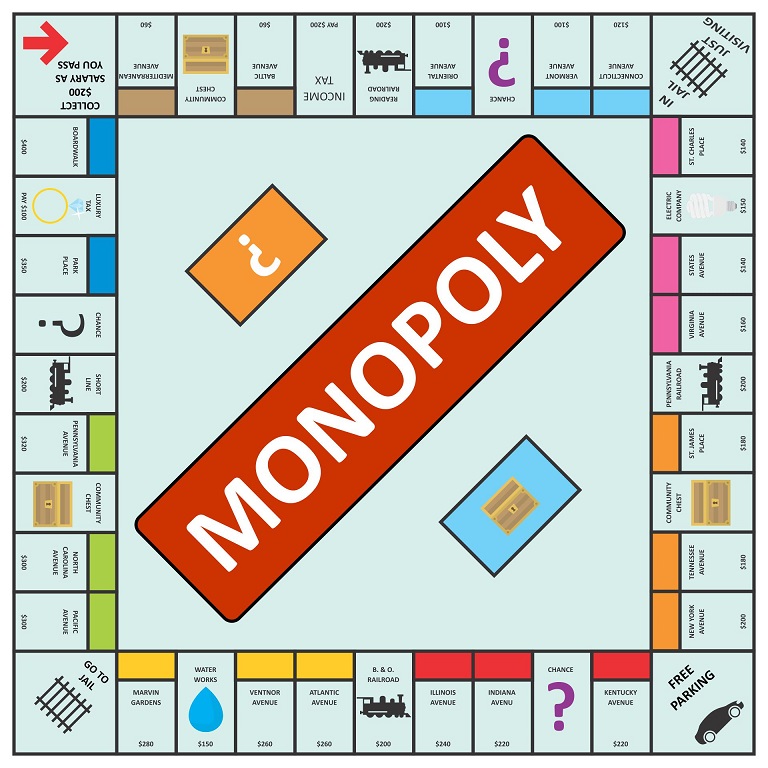 COLLECT
$200
SALARY AS
YOU PASS
MEDITERRANEAN
AVENUE
$60
COMMUNITY
CHEST
BALTIC
AVENUE
$60
INCOME
TAX
PAY $200
READING
RAILROAD
$200
ORIENTAL
AVENUE
$100
CHANCE
?
VERMONT
AVENUE
$100
CONNECTICUT
AVENUE
$120
IN
JAIL
JUST
VISITING
ST. CHARLES
PLACE
$140
ELECTRIC
COMPANY
$150
STATES
AVENUE
$140
VIRGINIA
AVENUE
$160
PENNSYLVANIA
RAILROAD
$200
ST. JAMES
PLACE
$180
COMMUNITY
CHEST
TENNESSEE
AVENUE
$180
NEW YORK
AVENUE
$200
FREE
PARKING
KENTUCKY
AVENUE
$220
CHANCE
?
INDIANA
AVENU
$220
ILLINOIS
AVENUE
$240
B. & O.
RAILROAD
$200
ATLANTIC
AVENUE
$260
VENTNOR
AVENUE
$260
WATER
WORKS
$150
MARVIN
GARDENS
$280
GO TO
JAIL
PACIFIC
AVENUE
$300
NORTH
CAROLINA
AVENUE
$300
COMMUNITY
CHEST
PENNSYLVANIA
AVENUE
$320
SHORT
LINE
$200
CHANCE
?
PARK
PLACE
$350
LUXURY
TAX
PAY $100
BOARDWALK
$400
?
MONOPOLY